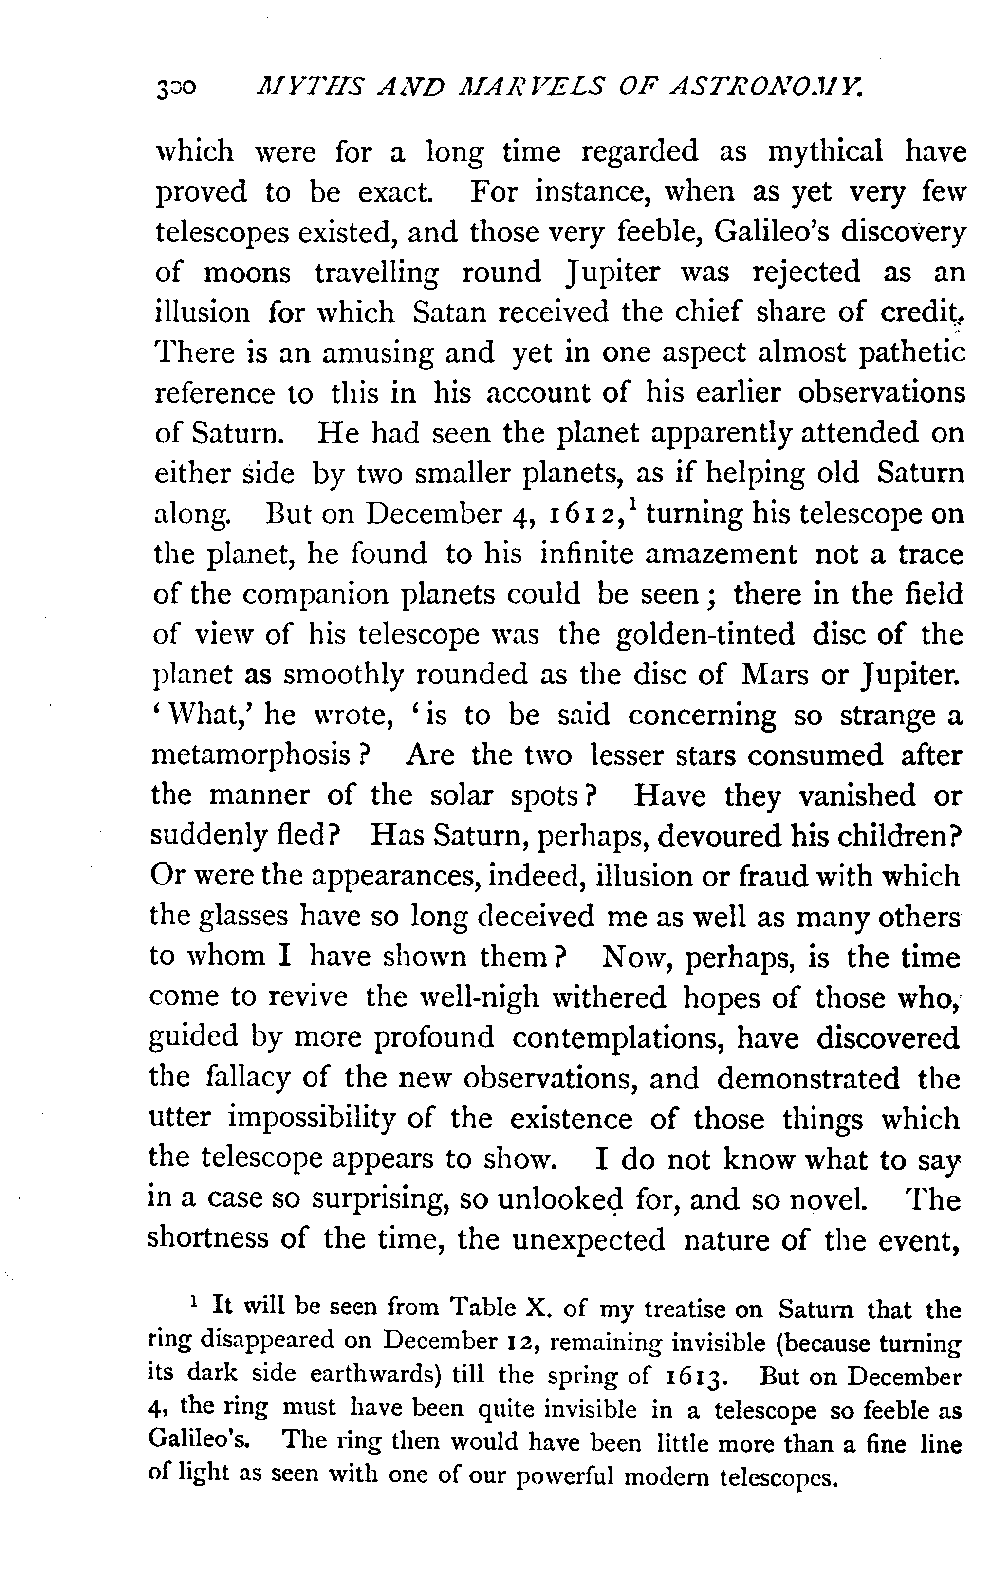 300 MYTHS AND MARVELS OF ASTRONOMY.
which were for a long time regarded as mythical have
proved to be exact. For instance, when as yet very few
telescopes existed, and those very feeble, Galileo's discovery
of moons travelling round Jupiter was rejected as an
illusion for which Satan received the chief share of credit.
There is an amusing and yet in one aspect almost pathetic
reference to this in his account of his earlier observations
of Saturn. He had seen the planet apparently attended on
either side by two smaller planets, as if helping old Saturn
along. But on December 4, 1612,¹ turning his telescope on
the planet, he found to his infinite amazement not a trace
of the companion planets could be seen; there in the field
of view of his telescope was the golden-tinted disc of the
planet as smoothly rounded as the disc of Mars or Jupiter.
‘What,’ he wrote, ‘is to be said concerning so strange a
metamorphosis? Are the two lesser stars consumed after
the manner of the solar spots? Have they vanished or
suddenly fled? Has Saturn, perhaps, devoured his children?
Or were the appearances, indeed, illusion or fraud with which
the glasses have so long deceived me as well as many others
to whom I have shown them? Now, perhaps, is the time
come to revive the well-nigh withered hopes of those who,
guided by more profound contemplations, have discovered
the fallacy of the new observations, and demonstrated the
utter impossibility of the existence of those things which
the telescope appears to show. I do not know what to say
in a case so surprising, so unlooked for, and so novel. The
shortness of the time, the unexpected nature of the event,
¹ It will be seen from Table X. of my treatise on Saturn that the
ring disappeared on December 12, remaining invisible (because turning
its dark side earthwards) till the spring of 1613. But on December
4, the ring must have been quite invisible in a telescope so feeble as
Galileo's. The ring then would have been little more than a fine line
of light as seen with one of our powerful modern telescopes.